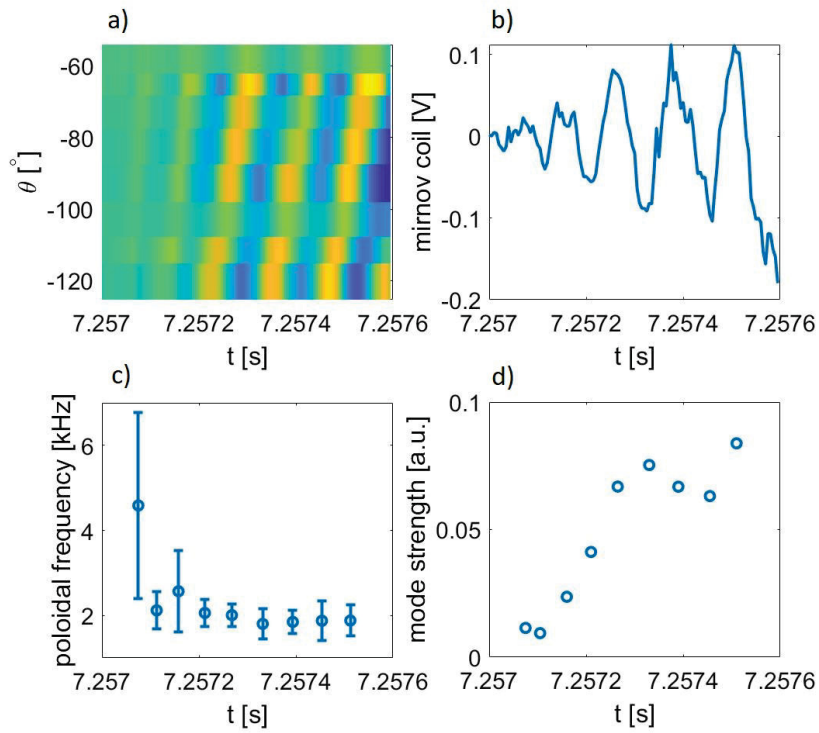 a)
θ [°]
-60
-80
-100
-120
7.257
7.2572
7.2574
7.2576
t [s]
b)
mirnov coil [V]
0.1
0
-0.1
-0.2
7.257
7.2572
7.2574
7.2576
t [s]
c)
poloidal frequency [kHz]
6
4
2
7.257
7.2572
7.2574
7.2576
t [s]
d)
mode strength [a.u.]
0.1
0.05
0
7.257
7.2572
7.2574
7.2576
t [s]